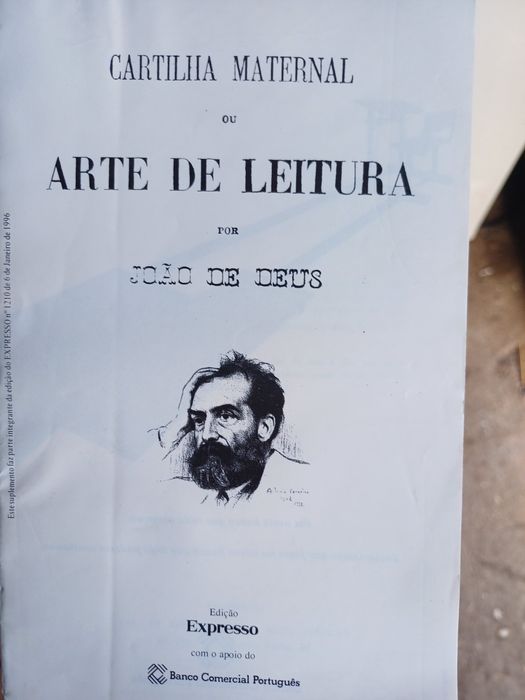 CARTILHA MATERNAL
OU
ARTE DE LEITURA
POR
JOÃO DE DEUS
Edição
Expresso
com o apoio do
Banco Comercial Português
Este suplemento faz parte integrante da edição do EXPRESSO nº 1210 de 6 de Janeiro de 1996